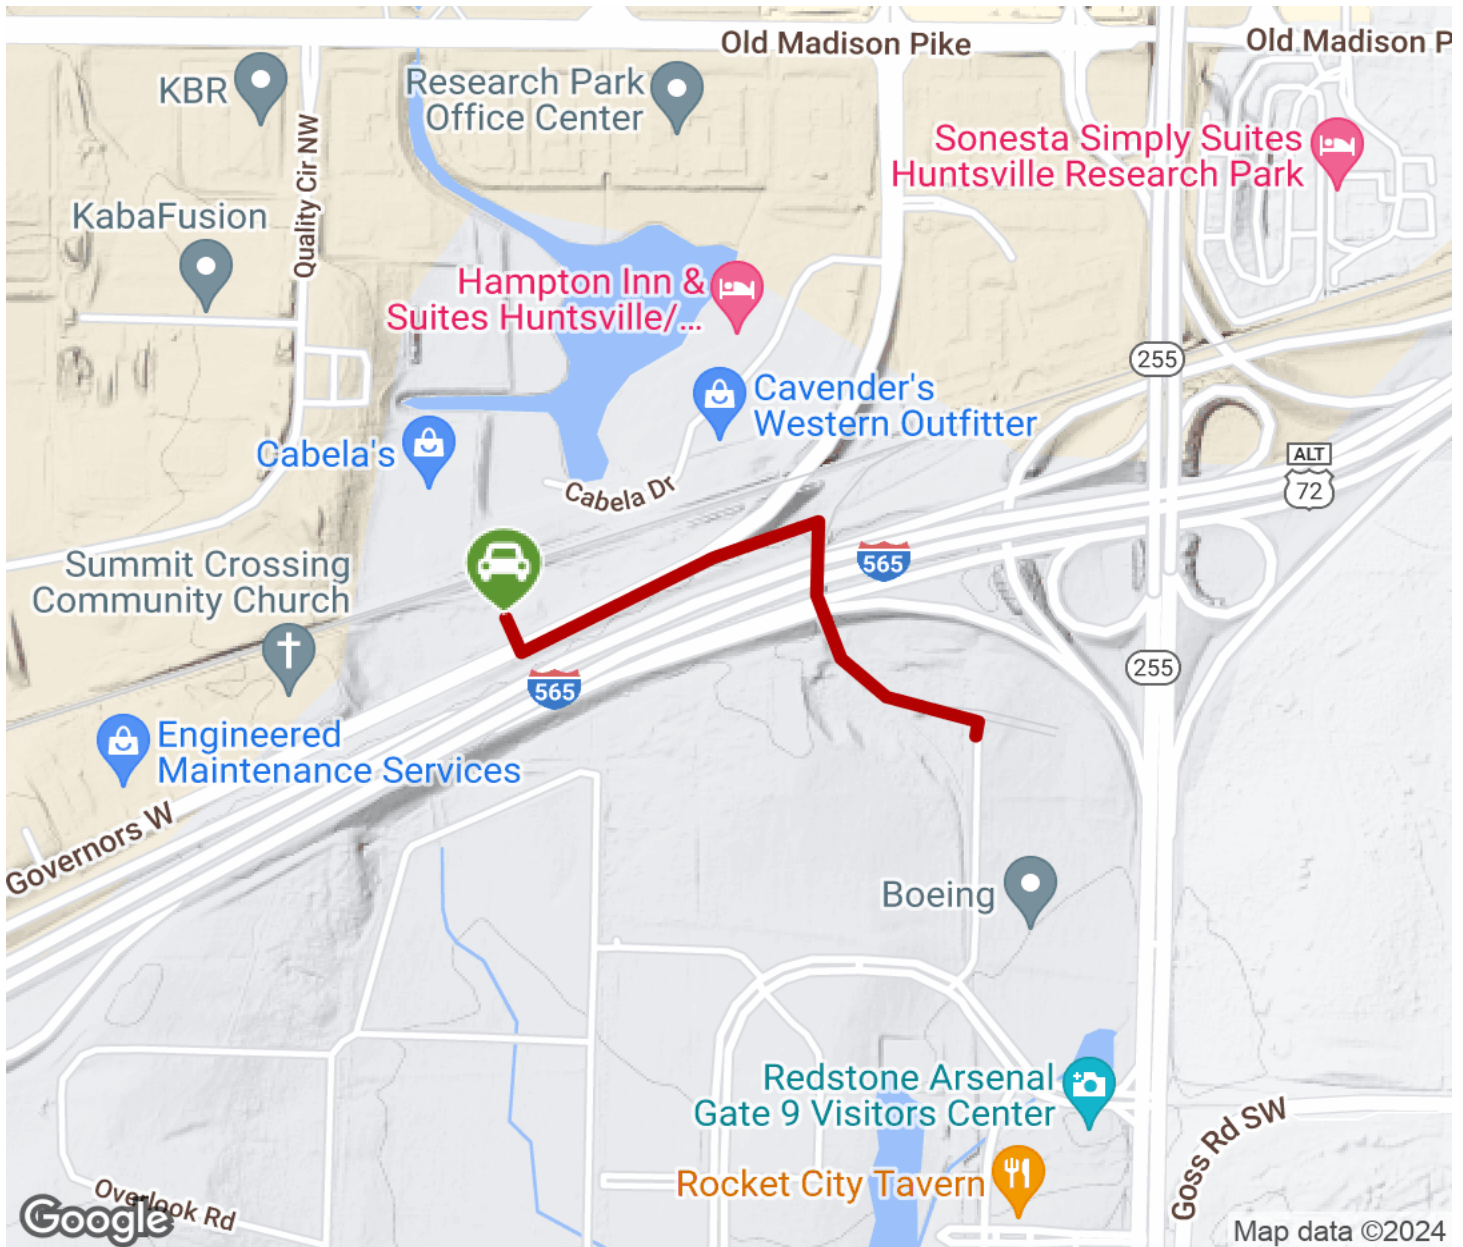 Old Madison Pike
Old Madison P
KBR
Research Park
Office Center
Quality Cir NW
Sonesta Simply Suites
Huntsville Research Park
KabaFusion
Hampton Inn &
Suites Huntsville/...
255
Cavender's
Western Outfitter
Cabela's
ALT
72
Cabela Dr
565
Summit Crossing
Community Church
255
565
Engineered
Maintenance Services
Governors W
Boeing
Redstone Arsenal
Gate 9 Visitors Center
Goss Rd SW
Rocket City Tavern
Overlook Rd
Google
Map data ©2024